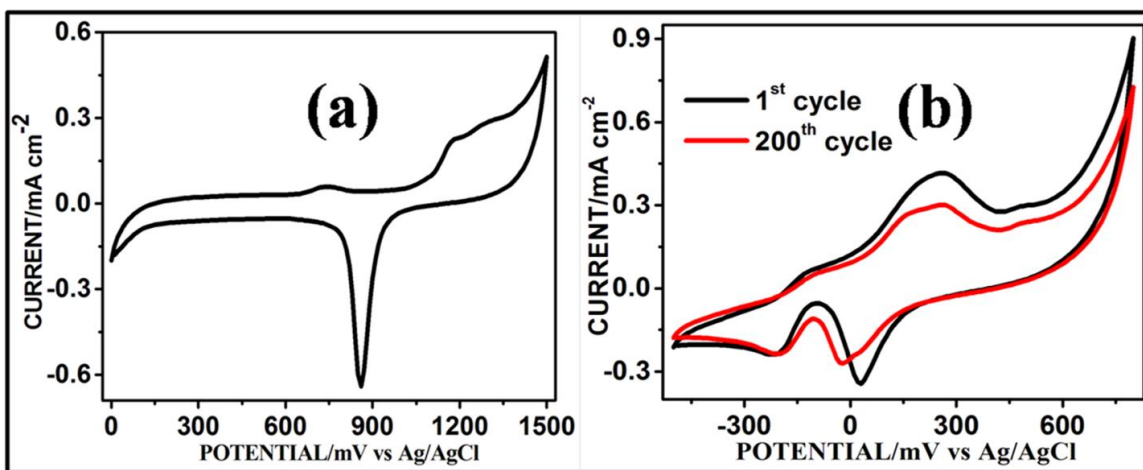 (a)
CURRENT/mA cm-2
0.6
0.3
0.0
-0.3
-0.6
0 300 600 900 1200 1500
POTENTIAL/mV vs Ag/AgCl
(b)
1st cycle
200th cycle
CURRENT/mA cm-2
0.9
0.6
0.3
0.0
-0.3
-300 0 300 600
POTENTIAL/mV vs Ag/AgCl